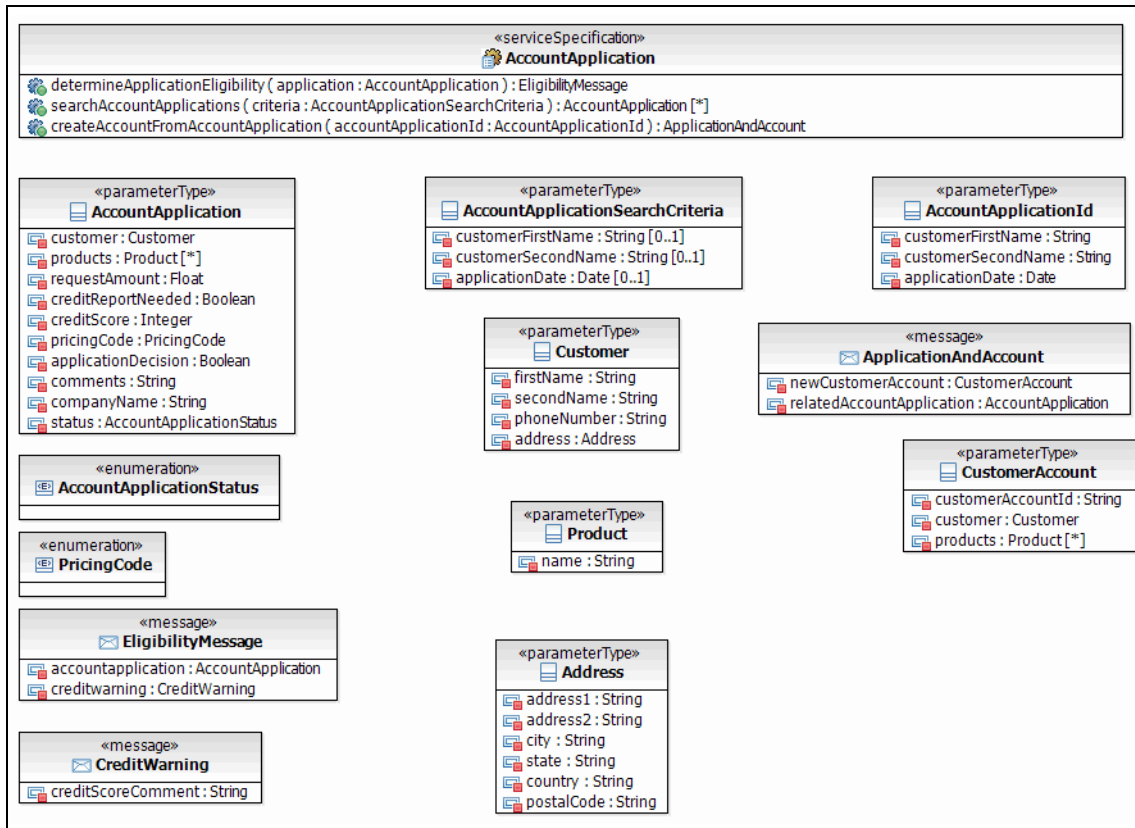 «serviceSpecification»
AccountApplication
determineApplicationEligibility ( application : AccountApplication ) : EligibilityMessage
searchAccountApplications ( criteria : AccountApplicationSearchCriteria ) : AccountApplication [*]
createAccountFromAccountApplication ( accountApplicationId : AccountApplicationId ) : ApplicationAndAccount
«parameterType»
AccountApplication
customer : Customer
products : Product [*]
requestAmount : Float
creditReportNeeded : Boolean
creditScore : Integer
pricingCode : PricingCode
applicationDecision : Boolean
comments : String
companyName : String
status : AccountApplicationStatus
«parameterType»
AccountApplicationSearchCriteria
customerFirstName : String [0..1]
customerSecondName : String [0..1]
applicationDate : Date [0..1]
«parameterType»
AccountApplicationId
customerFirstName : String
customerSecondName : String
applicationDate : Date
«parameterType»
Customer
firstName : String
secondName : String
phoneNumber : String
address : Address
«message»
ApplicationAndAccount
newCustomerAccount : CustomerAccount
relatedAccountApplication : AccountApplication
«parameterType»
CustomerAccount
customerAccountId : String
customer : Customer
products : Product [*]
«enumeration»
«E» AccountApplicationStatus
«enumeration»
«E» PricingCode
«parameterType»
Product
name : String
«message»
EligibilityMessage
accountapplication : AccountApplication
creditwarning : CreditWarning
«message»
CreditWarning
creditScoreComment : String
«parameterType»
Address
address1 : String
address2 : String
city : String
state : String
country : String
postalCode : String